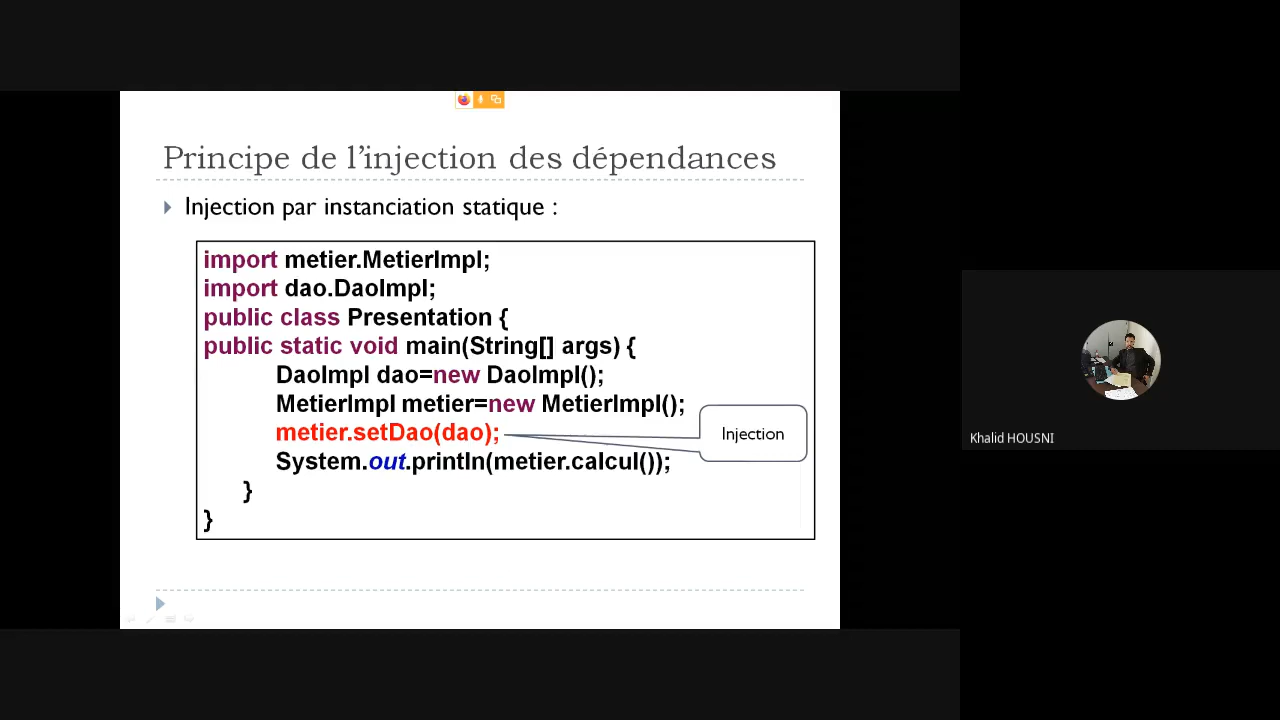 Principe de l'injection des dépendances
Injection par instanciation statique :
import metier.MetierImpl;
import dao.DaoImpl;
public class Presentation {
public static void main(String[] args) {
DaoImpl dao=new DaoImpl();
MetierImpl metier=new MetierImpl();
metier.setDao(dao);
Injection
System.out.println(metier.calcul());
}
}
Khalid HOUSNI